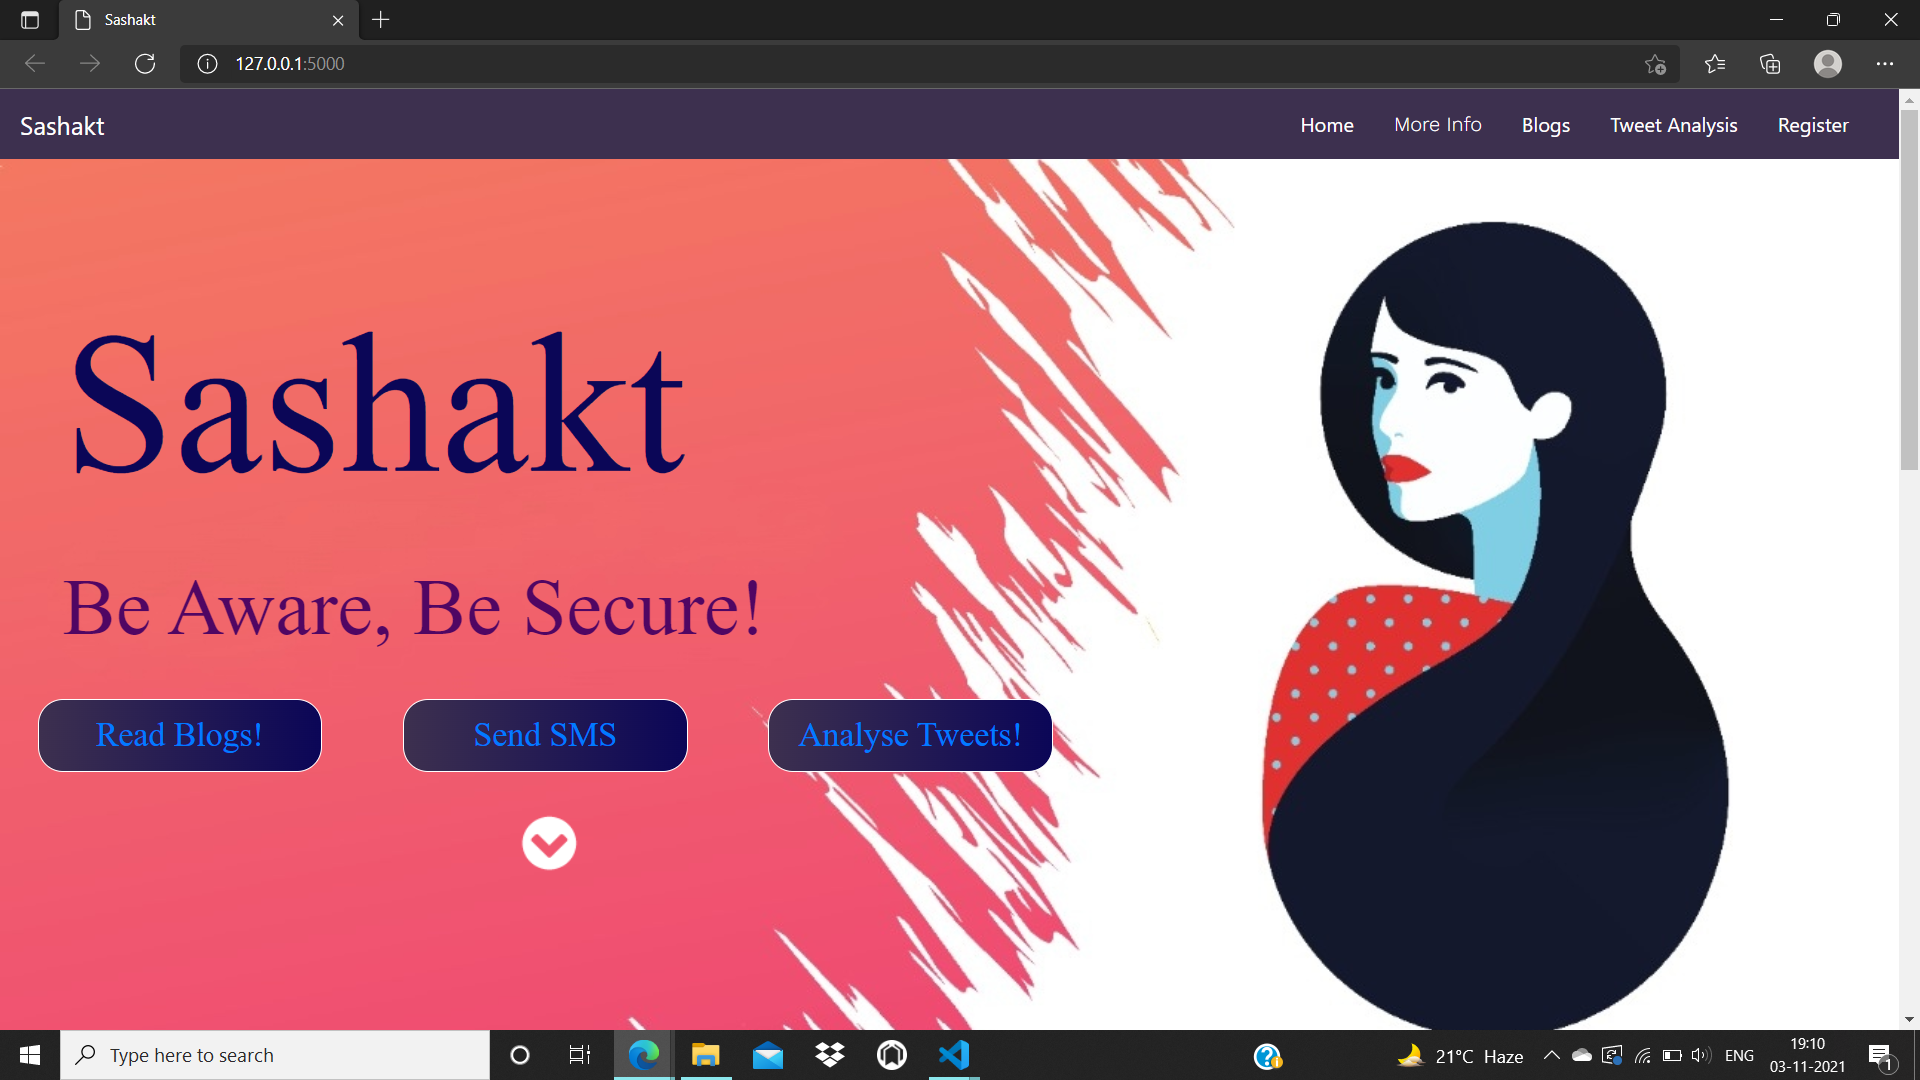 Sashakt
127.0.0.1:5000
Sashakt
Home
More Info
Blogs
Tweet Analysis
Register
Sashakt
Be Aware, Be Secure!
Read Blogs!
Send SMS
Analyse Tweets!
Type here to search
21°C Haze
ENG
19:10
03-11-2021
1